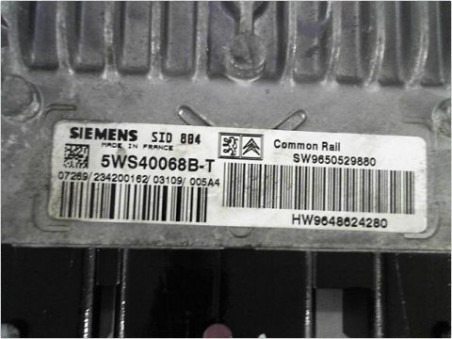 SIEMENS SID 804
MADE IN FRANCE
5WS40068B-T
07269/234200162/03109/005A4
Common Rail
SW9650529880
HW9648624280